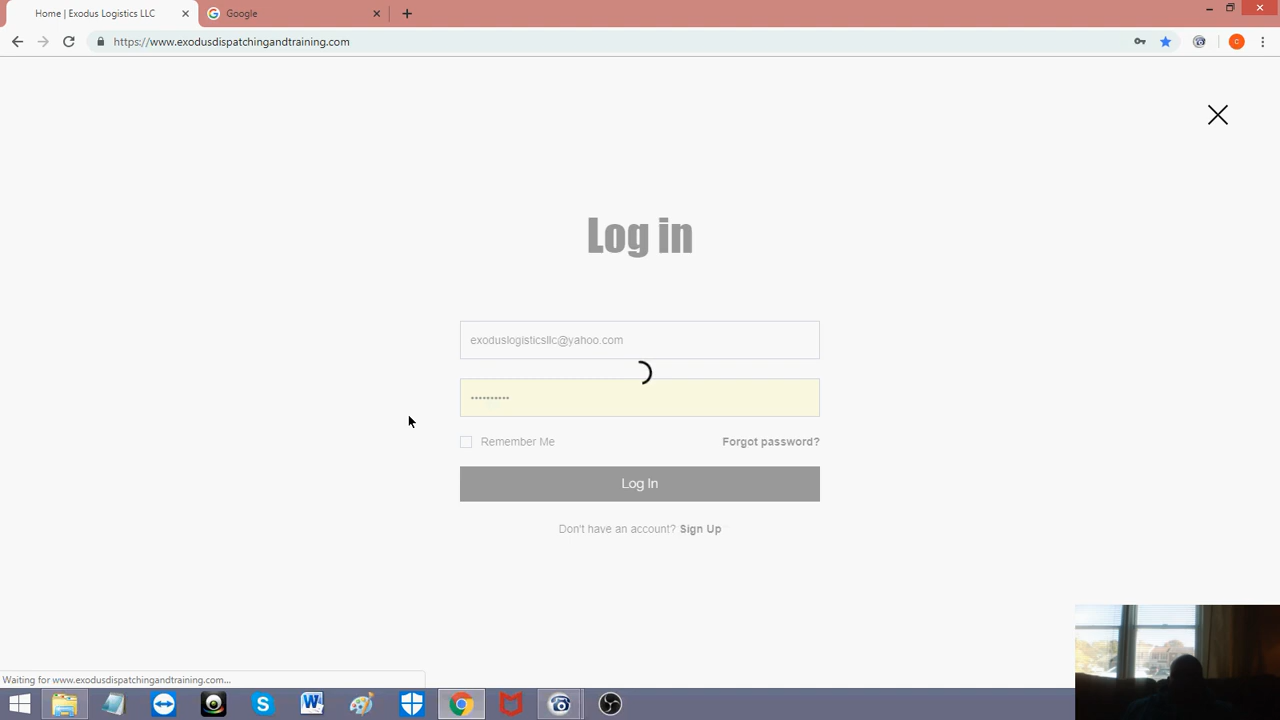 Home | Exodus Logistics LLC
Google
https://www.exodusdispatchingandtraining.com
C
Log in
exoduslogisticsllc@yahoo.com
••••••••••
Remember Me
Forgot password?
Log In
Don't have an account? Sign Up
Waiting for www.exodusdispatchingandtraining.com...